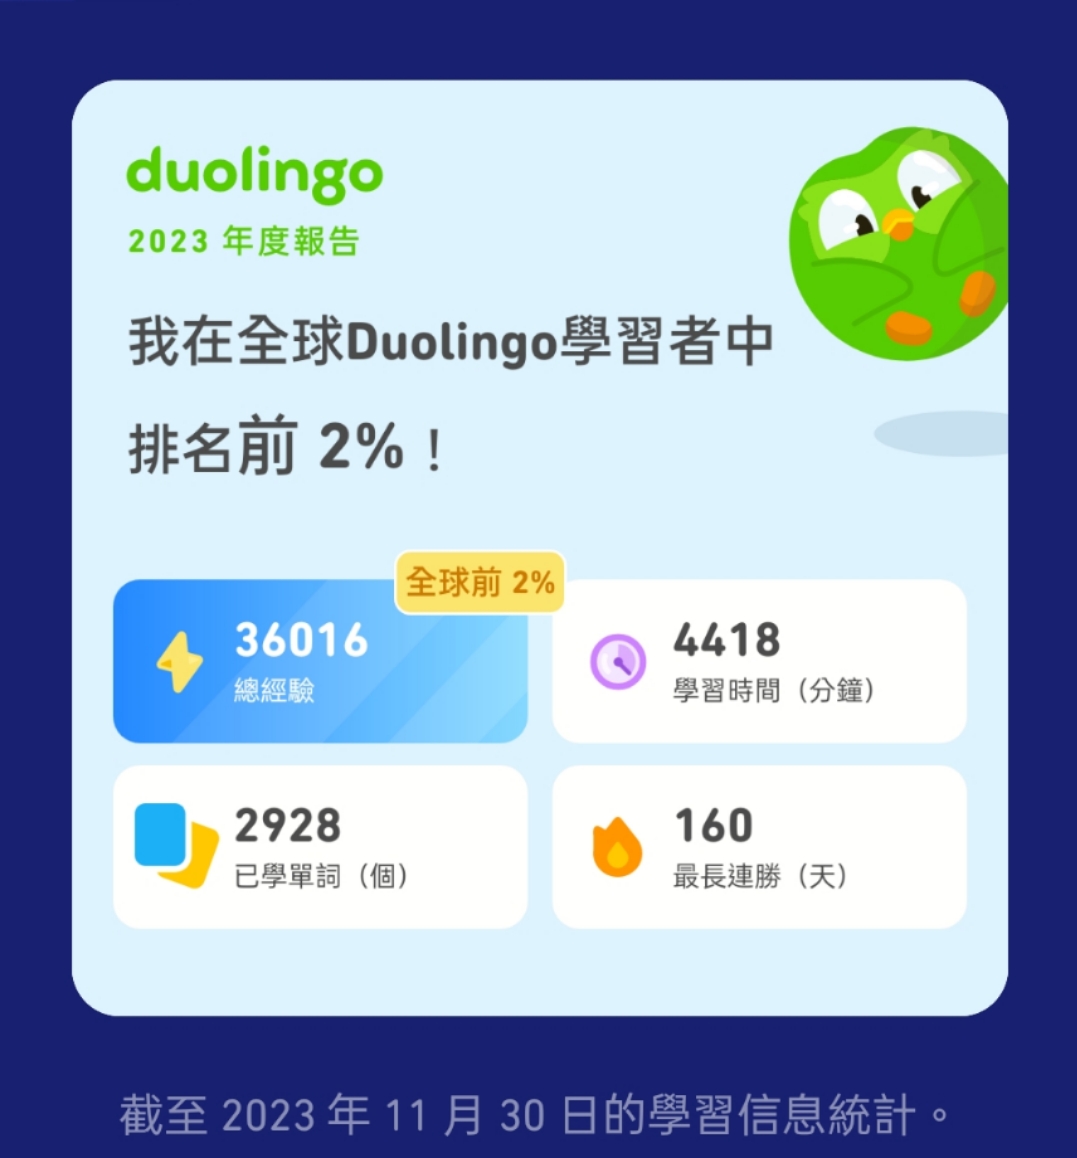 duolingo
2023 年度報告
我在全球Duolingo學習者中
排名前 2%！
全球前 2%
36016
總經驗
4418
學習時間（分鐘）
2928
已學單詞（個）
160
最長連勝（天）
截至 2023 年 11 月 30 日的學習信息統計。